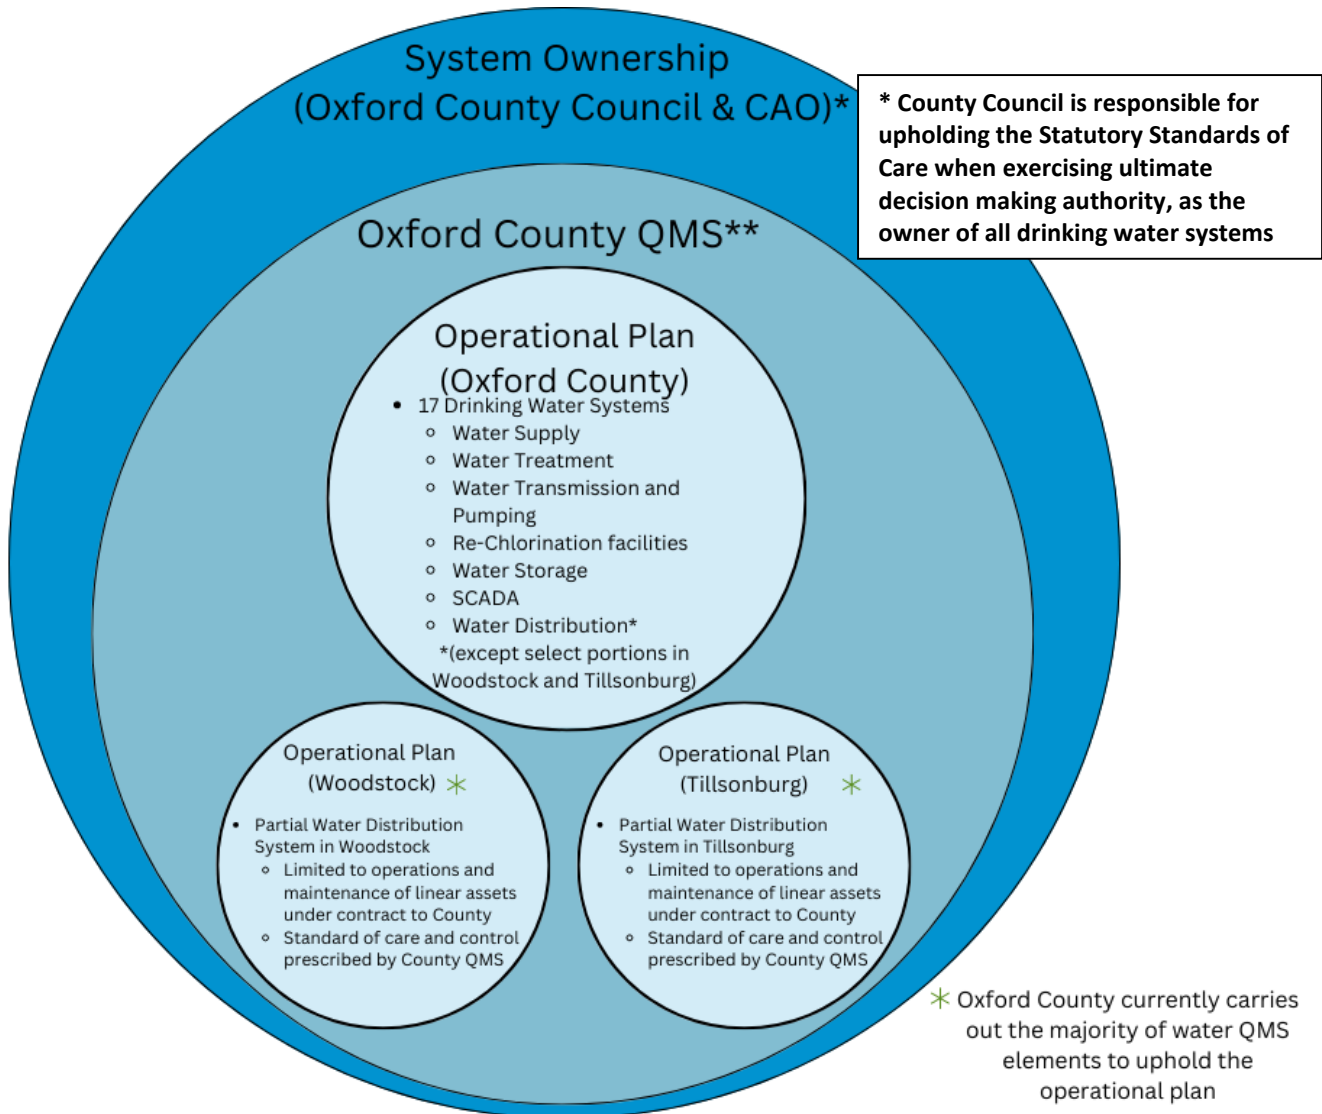 System Ownership
(Oxford County Council & CAO)*
* County Council is responsible for
upholding the Statutory Standards of
Care when exercising ultimate
decision making authority, as the
owner of all drinking water systems
Oxford County QMS**
Operational Plan
(Oxford County)
• 17 Drinking Water Systems
○ Water Supply
○ Water Treatment
○ Water Transmission and
Pumping
○ Re-Chlorination facilities
○ Water Storage
○ SCADA
○ Water Distribution*
*(except select portions in
Woodstock and Tillsonburg)
Operational Plan
(Woodstock) *
• Partial Water Distribution
System in Woodstock
○ Limited to operations and
maintenance of linear assets
under contract to County
○ Standard of care and control
prescribed by County QMS
Operational Plan
(Tillsonburg) *
• Partial Water Distribution
System in Tillsonburg
○ Limited to operations and
maintenance of linear assets
under contract to County
○ Standard of care and control
prescribed by County QMS
* Oxford County currently carries
out the majority of water QMS
elements to uphold the
operational plan